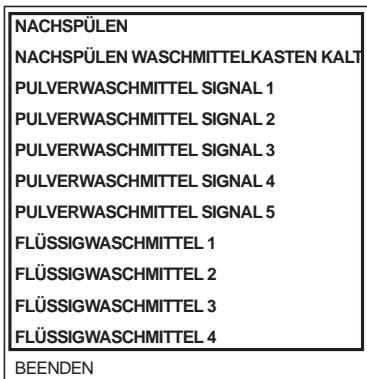 NACHSPÜLEN
NACHSPÜLEN WASCHMITTELKASTEN KALT
PULVERWASCHMITTEL SIGNAL 1
PULVERWASCHMITTEL SIGNAL 2
PULVERWASCHMITTEL SIGNAL 3
PULVERWASCHMITTEL SIGNAL 4
PULVERWASCHMITTEL SIGNAL 5
FLÜSSIGWASCHMITTEL 1
FLÜSSIGWASCHMITTEL 2
FLÜSSIGWASCHMITTEL 3
FLÜSSIGWASCHMITTEL 4
BEENDEN